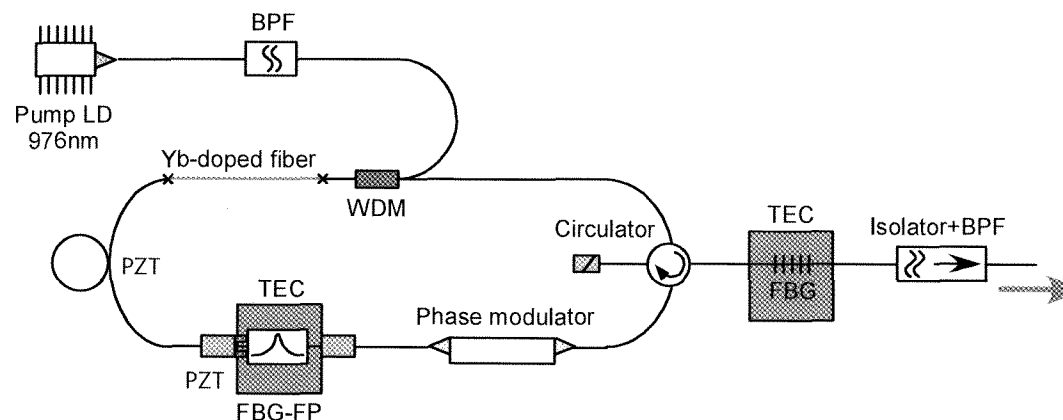 BPF
Pump LD
976nm
Yb-doped fiber
WDM
Circulator
TEC
Isolator+BPF
FBG
PZT
TEC
Phase modulator
PZT
FBG-FP